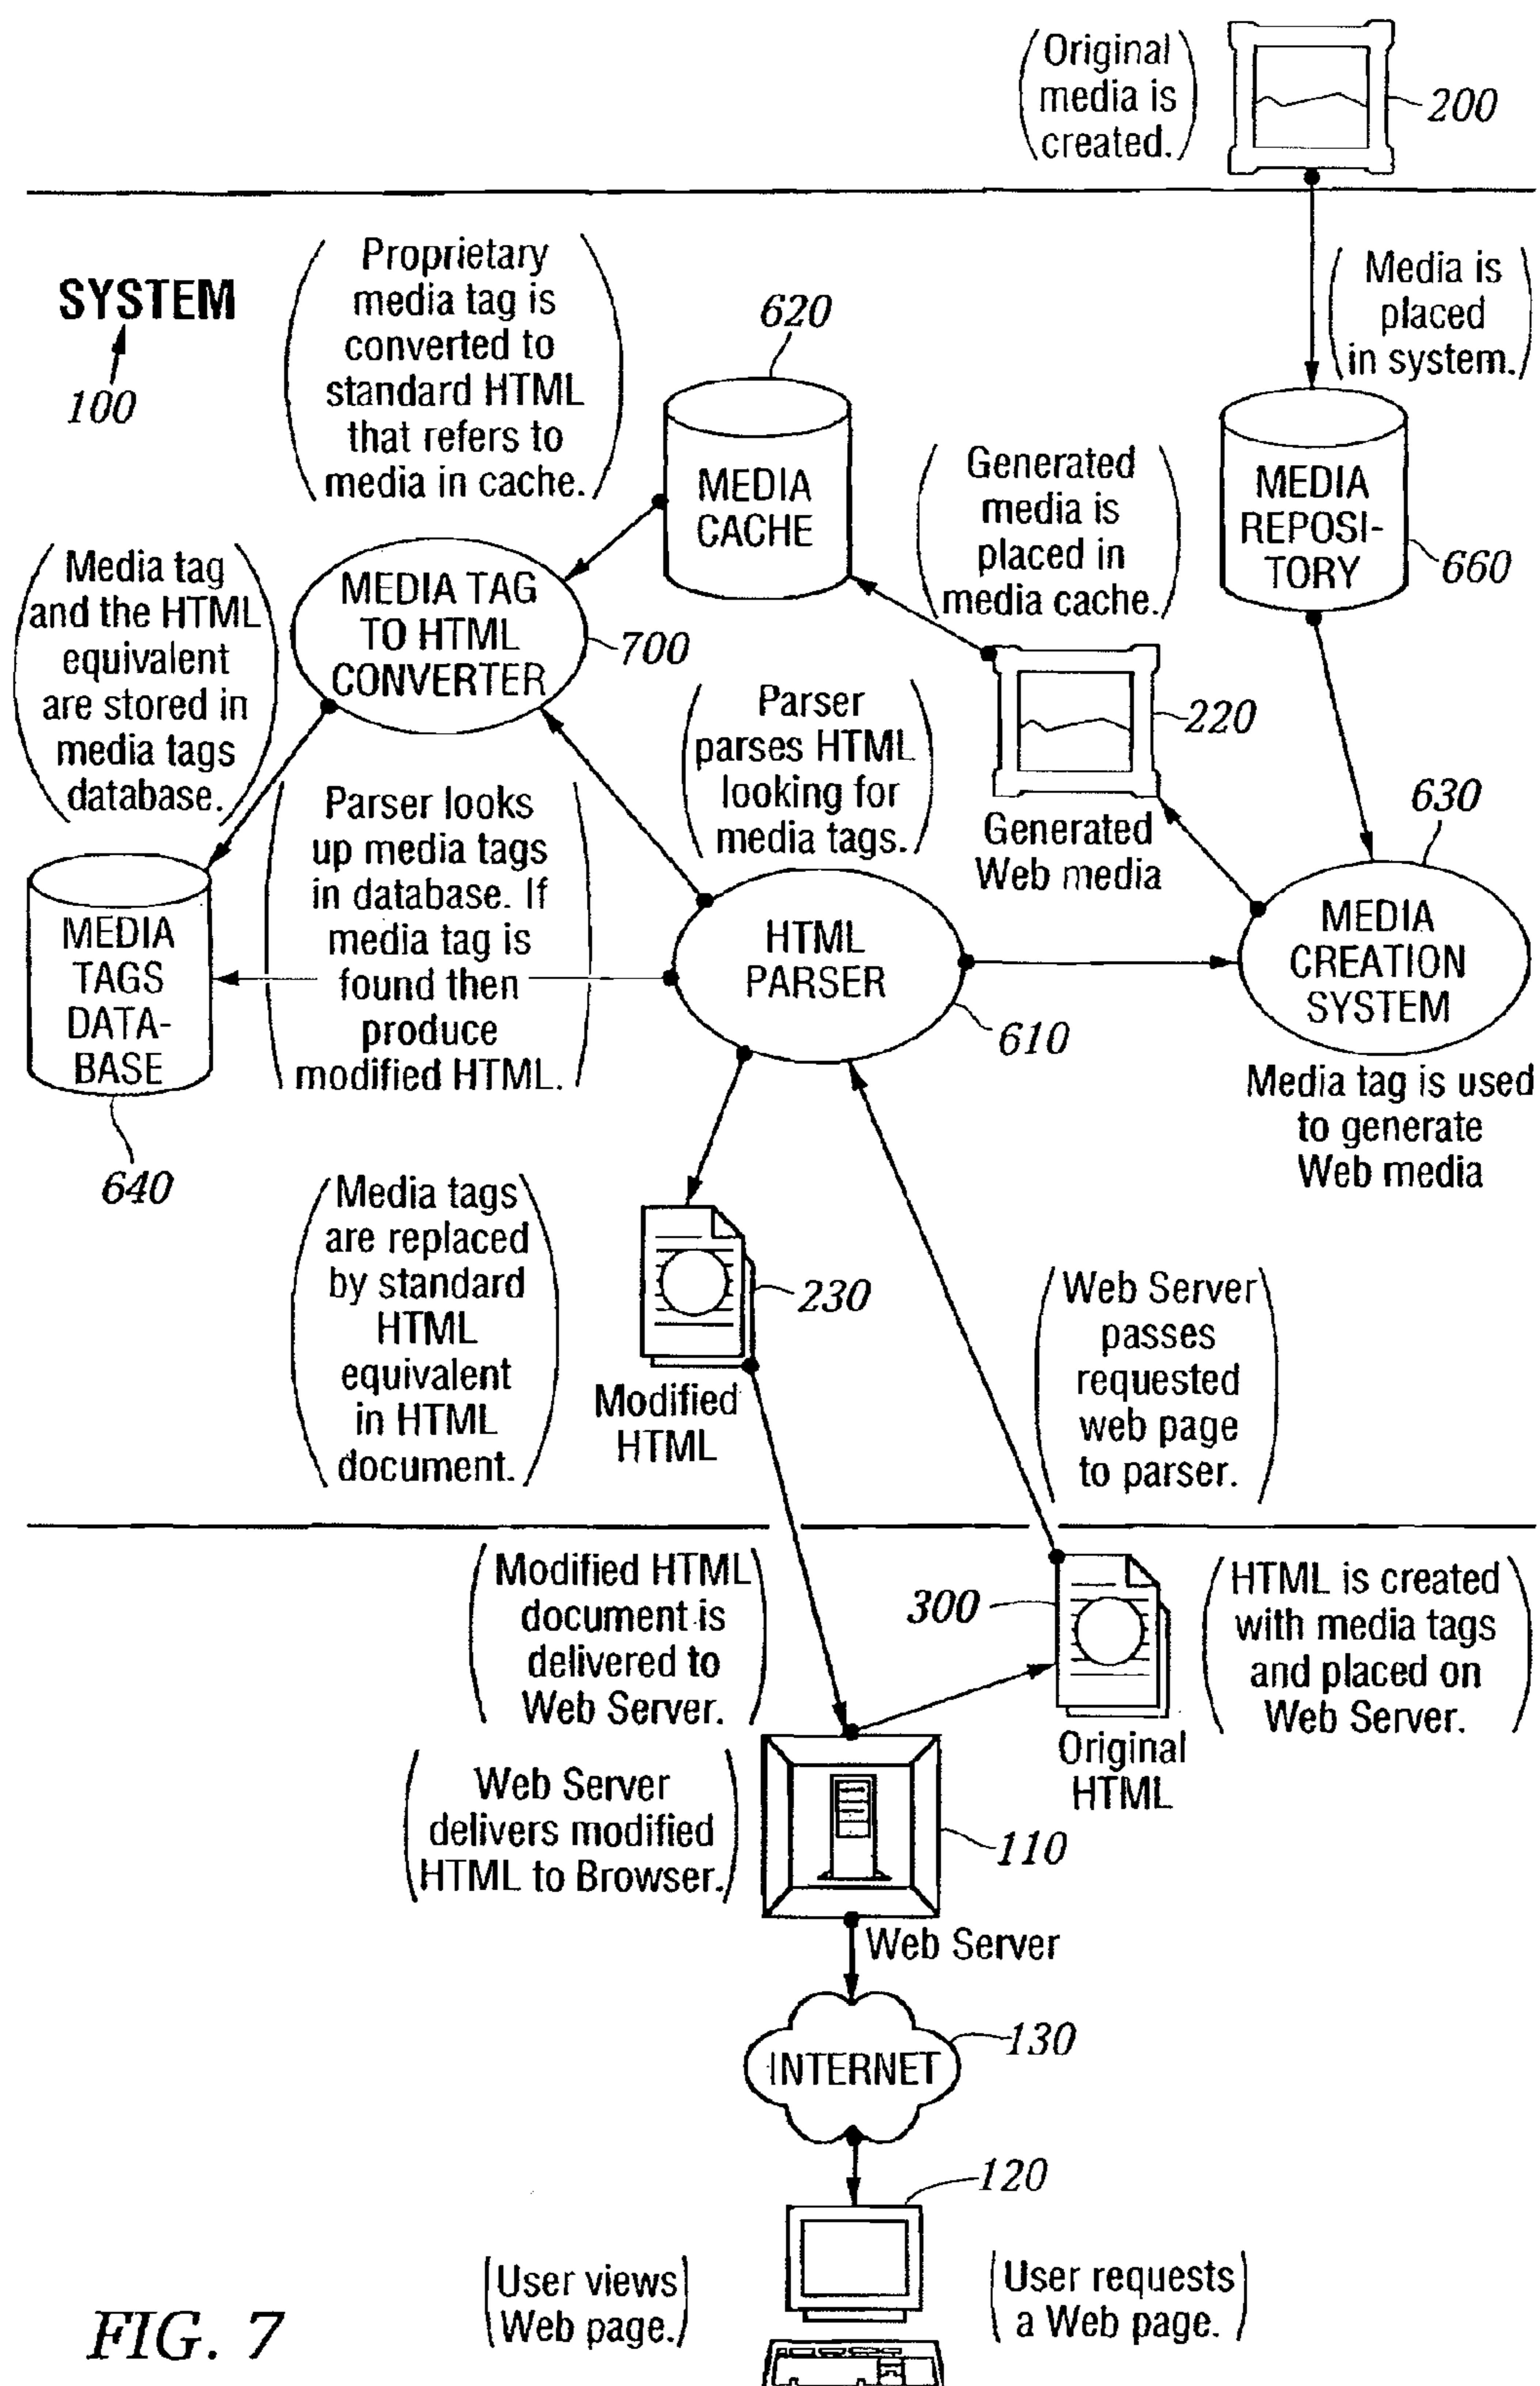 Original
media is
created.
200
SYSTEM
100
Proprietary
media tag is
converted to
standard HTML
that refers to
media in cache.
620
MEDIA
CACHE
Media is
placed
in system.
MEDIA
REPOSI-
TORY
660
Generated
media is
placed in
media cache.
Media tag
and the HTML
equivalent
are stored in
media tags
database.
MEDIA TAG
TO HTML
CONVERTER
700
Parser
parses HTML
looking for
media tags.
220
Generated
Web media
630
MEDIA
CREATION
SYSTEM
Media tag is used
to generate
Web media
Parser looks
up media tags
in database. If
media tag is
found then
produce
modified HTML.
MEDIA
TAGS
DATA-
BASE
640
HTML
PARSER
610
Media tags
are replaced
by standard
HTML
equivalent
in HTML
document.
230
Modified
HTML
Web Server
passes
requested
web page
to parser.
Modified HTML
document is
delivered to
Web Server.
300
Original
HTML
HTML is created
with media tags
and placed on
Web Server.
Web Server
delivers modified
HTML to Browser.
110
Web Server
INTERNET
130
120
User views
Web page.
User requests
a Web page.
FIG. 7